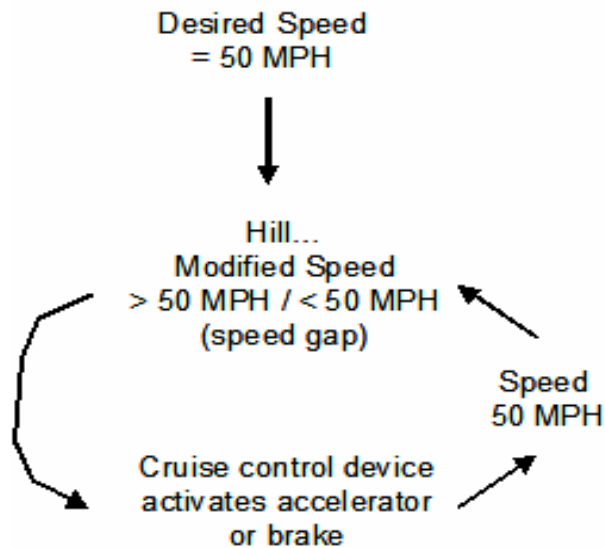 Desired Speed
= 50 MPH
Hill...
Modified Speed
> 50 MPH / < 50 MPH
(speed gap)
Speed
50 MPH
Cruise control device
activates accelerator
or brake